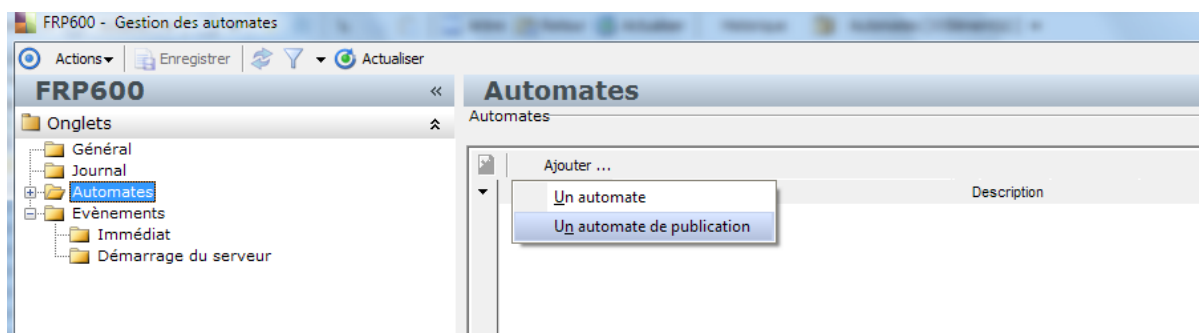 FRP600 - Gestion des automates
Actions Enregistrer Actualiser
FRP600 «
Onglets
Général
Journal
Automates
Evènements
Immédiat
Démarrage du serveur
Automates
Automates
Ajouter ...
Description
Un automate
Un automate de publication